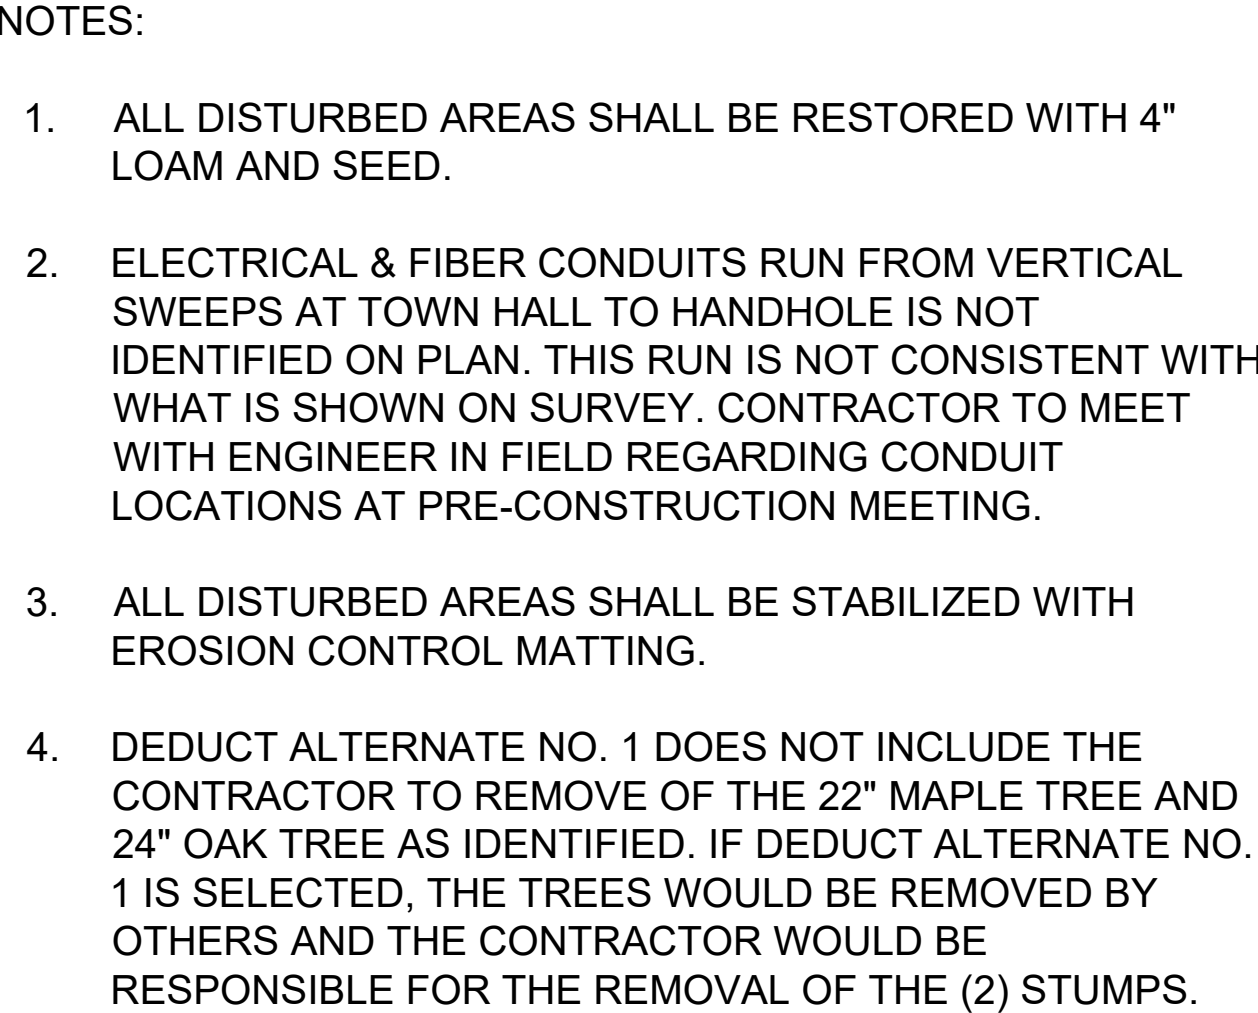 NOTES:
1. ALL DISTURBED AREAS SHALL BE RESTORED WITH 4"
LOAM AND SEED.
2. ELECTRICAL & FIBER CONDUITS RUN FROM VERTICAL
SWEEPS AT TOWN HALL TO HANDHOLE IS NOT
IDENTIFIED ON PLAN. THIS RUN IS NOT CONSISTENT WITH
WHAT IS SHOWN ON SURVEY. CONTRACTOR TO MEET
WITH ENGINEER IN FIELD REGARDING CONDUIT
LOCATIONS AT PRE-CONSTRUCTION MEETING.
3. ALL DISTURBED AREAS SHALL BE STABILIZED WITH
EROSION CONTROL MATTING.
4. DEDUCT ALTERNATE NO. 1 DOES NOT INCLUDE THE
CONTRACTOR TO REMOVE OF THE 22" MAPLE TREE AND
24" OAK TREE AS IDENTIFIED. IF DEDUCT ALTERNATE NO.
1 IS SELECTED, THE TREES WOULD BE REMOVED BY
OTHERS AND THE CONTRACTOR WOULD BE
RESPONSIBLE FOR THE REMOVAL OF THE (2) STUMPS.